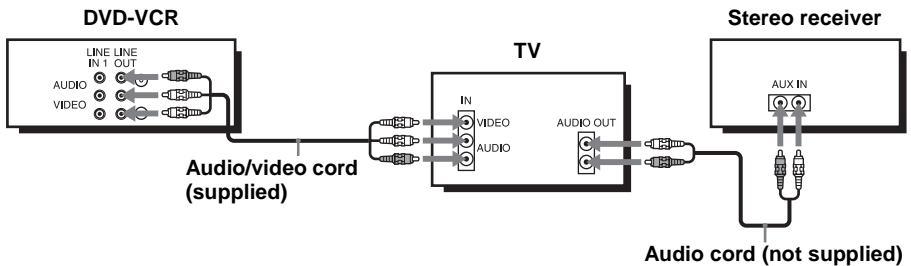 DVD-VCR
LINE IN 1
LINE OUT
AUDIO
VIDEO
Audio/video cord
(supplied)
TV
IN
VIDEO
AUDIO
AUDIO OUT
Stereo receiver
AUX IN
Audio cord (not supplied)